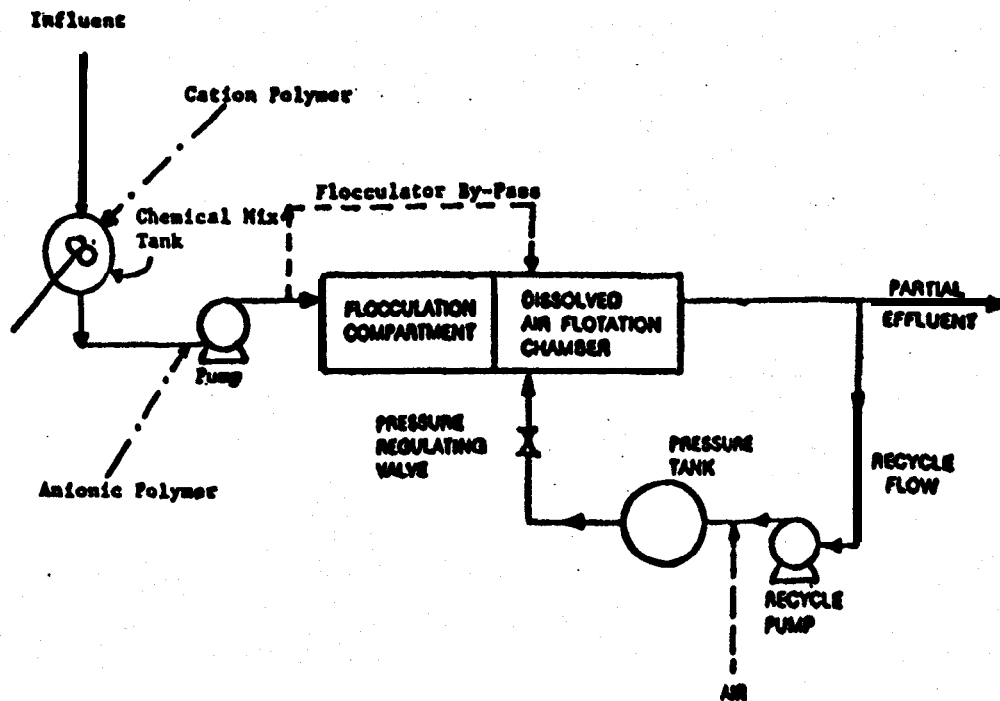 Influent
Cation Polymer
Flocculator By-Pass
Chemical Mix
Tank
FLOCCULATION
COMPARTMENT
DISSOLVED
AIR FLOTATION
CHAMBER
PARTIAL
EFFLUENT
Pump
PRESSURE
REGULATING
VALVE
PRESSURE
TANK
RECYCLE
FLOW
Anionic Polymer
RECYCLE
PUMP
AIR